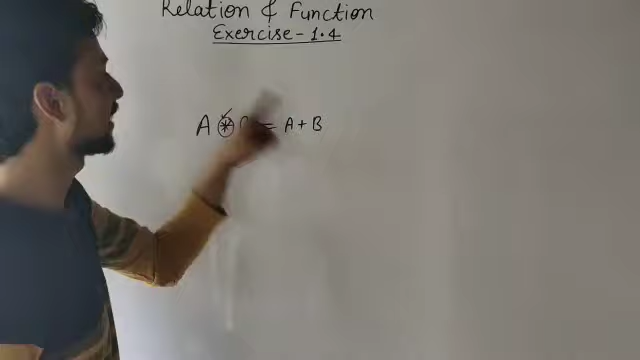 Relation & Function
Exercise - 1.4
A * = A + B